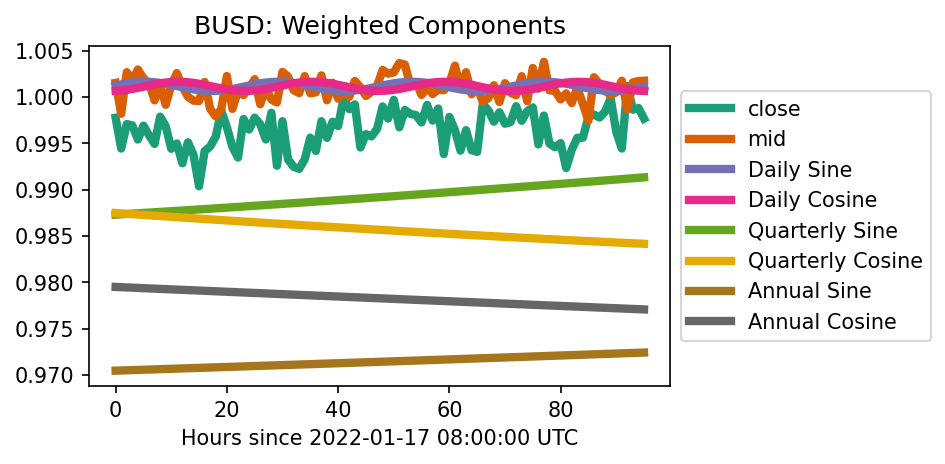 BUSD: Weighted Components
1.005
1.000
0.995
0.990
0.985
0.980
0.975
0.970
0 20 40 60 80
Hours since 2022-01-17 08:00:00 UTC
close
mid
Daily Sine
Daily Cosine
Quarterly Sine
Quarterly Cosine
Annual Sine
Annual Cosine